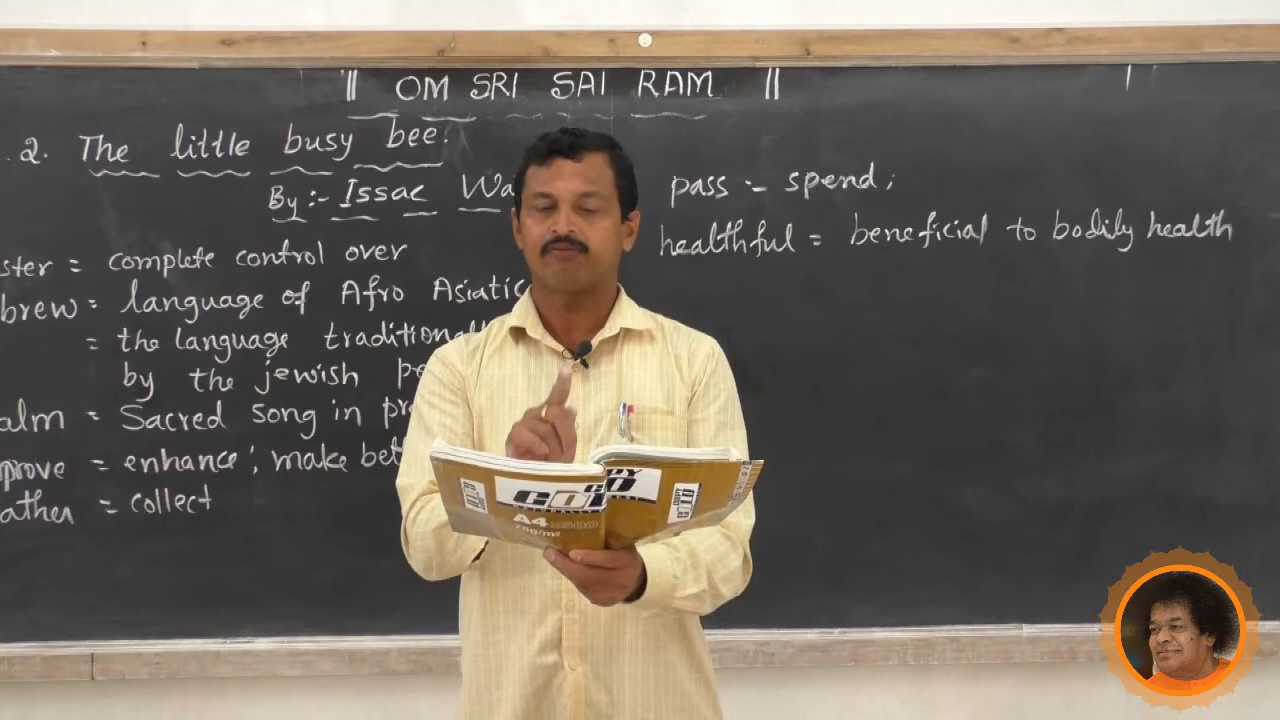 || OM SRI SAI RAM ||
2. The little busy bee.
By:- Issac Wa
ster = complete control over
brew = language of Afro Asiatic
= the language traditionall
by the jewish pe
alm = Sacred song in pr
prove = enhance; make bet
ather = collect
pass :- spend;
healthful = beneficial to bodily health
GO
A4